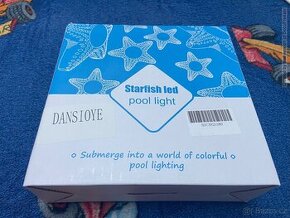 Starfish led
pool light
DANSIOYE
Submerge into a world of colorful
pool lighting